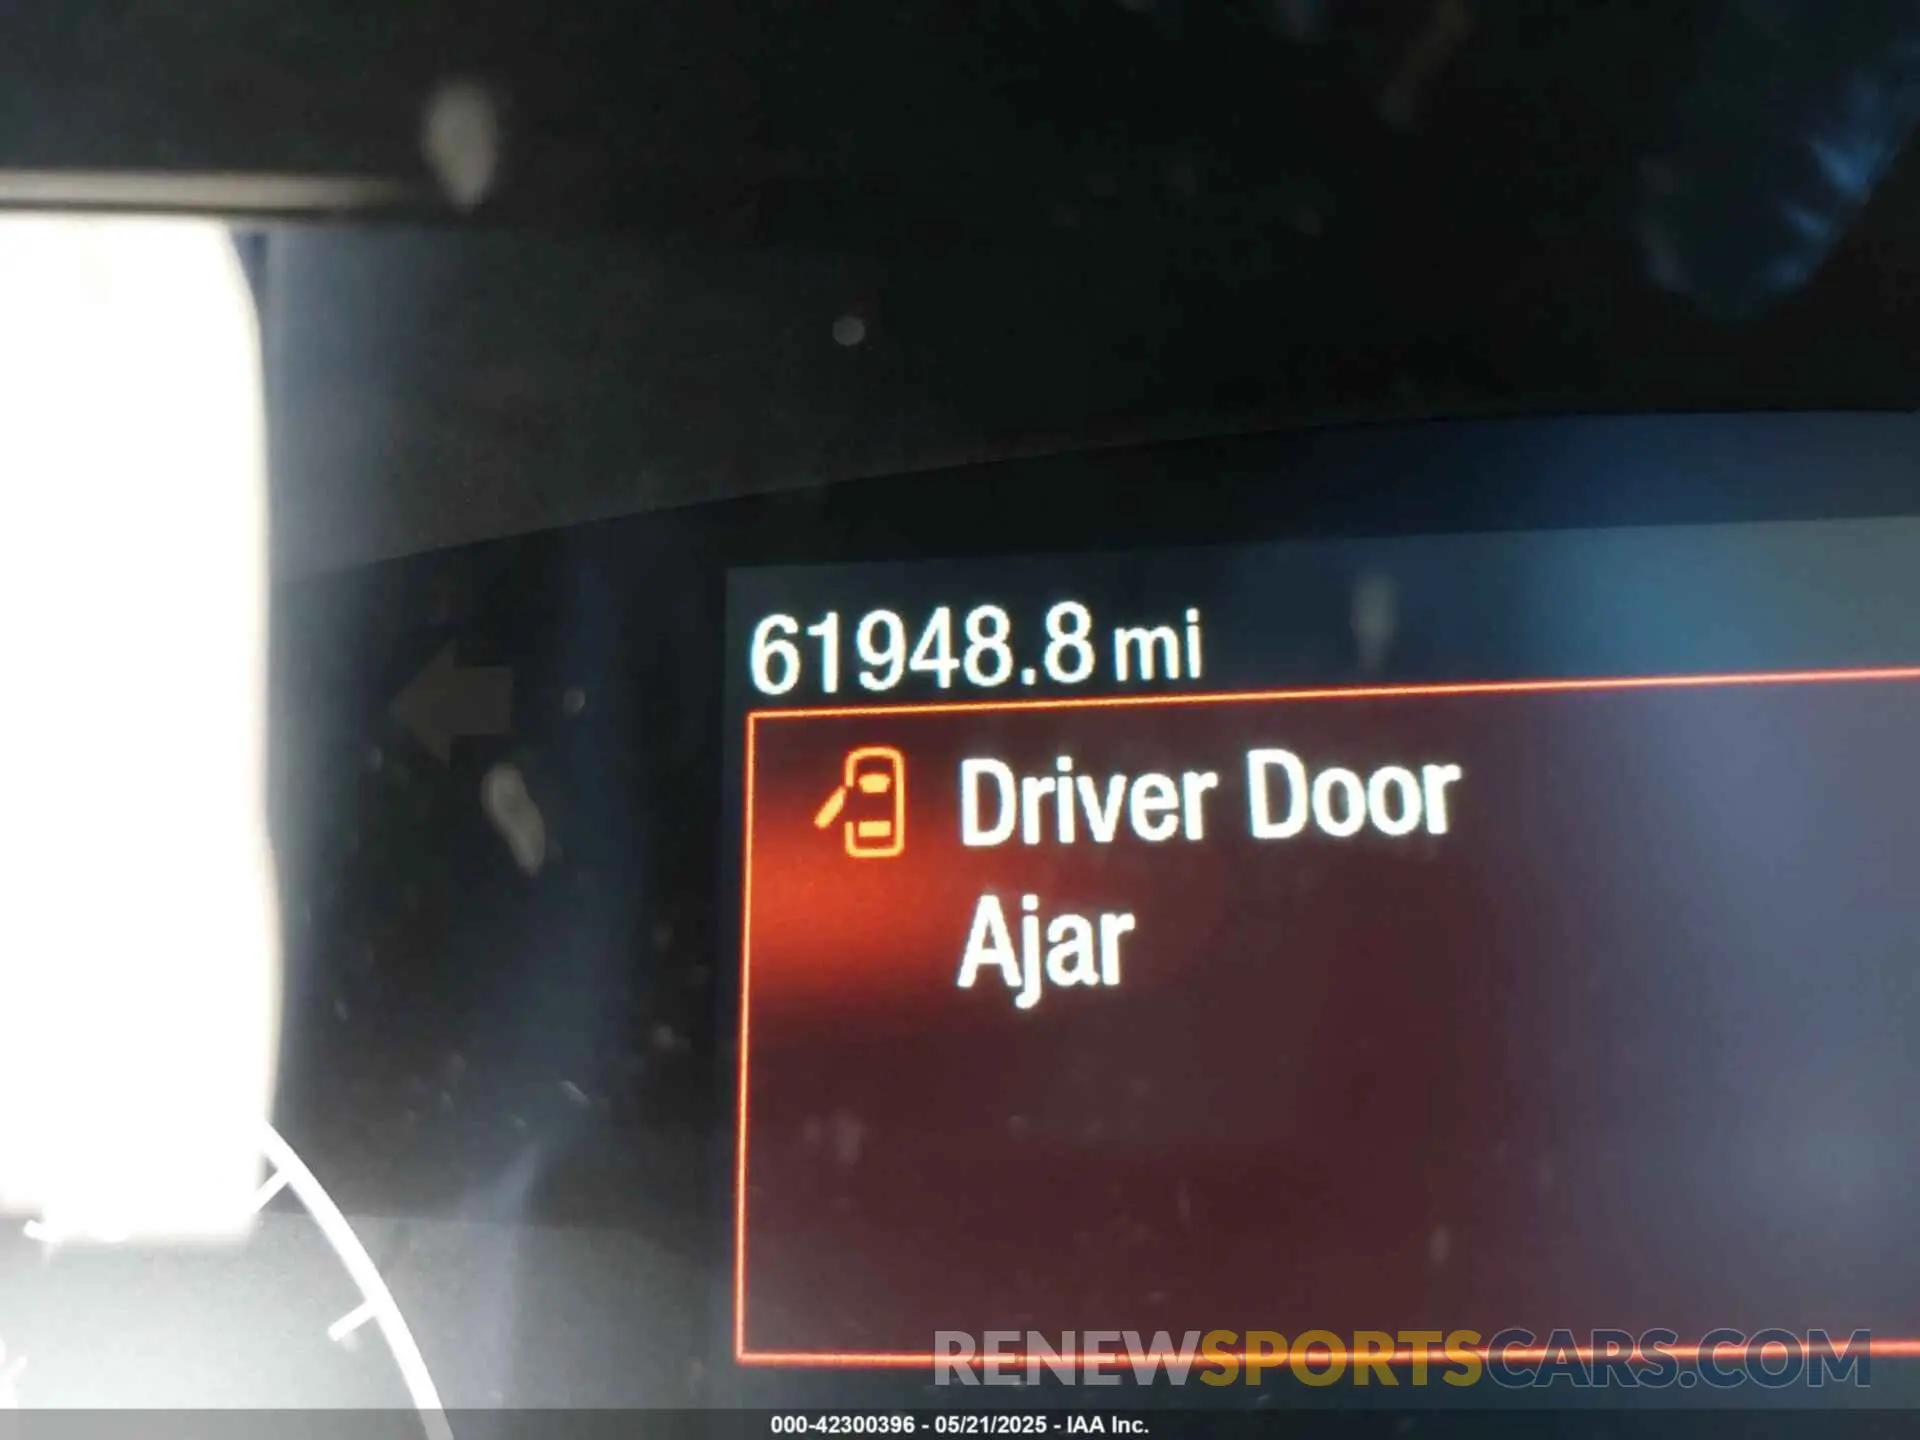 61948.8 mi
Driver Door
Ajar
RENEWSPORTSCARS.COM
000-42300396 - 05/21/2025 - IAA Inc.